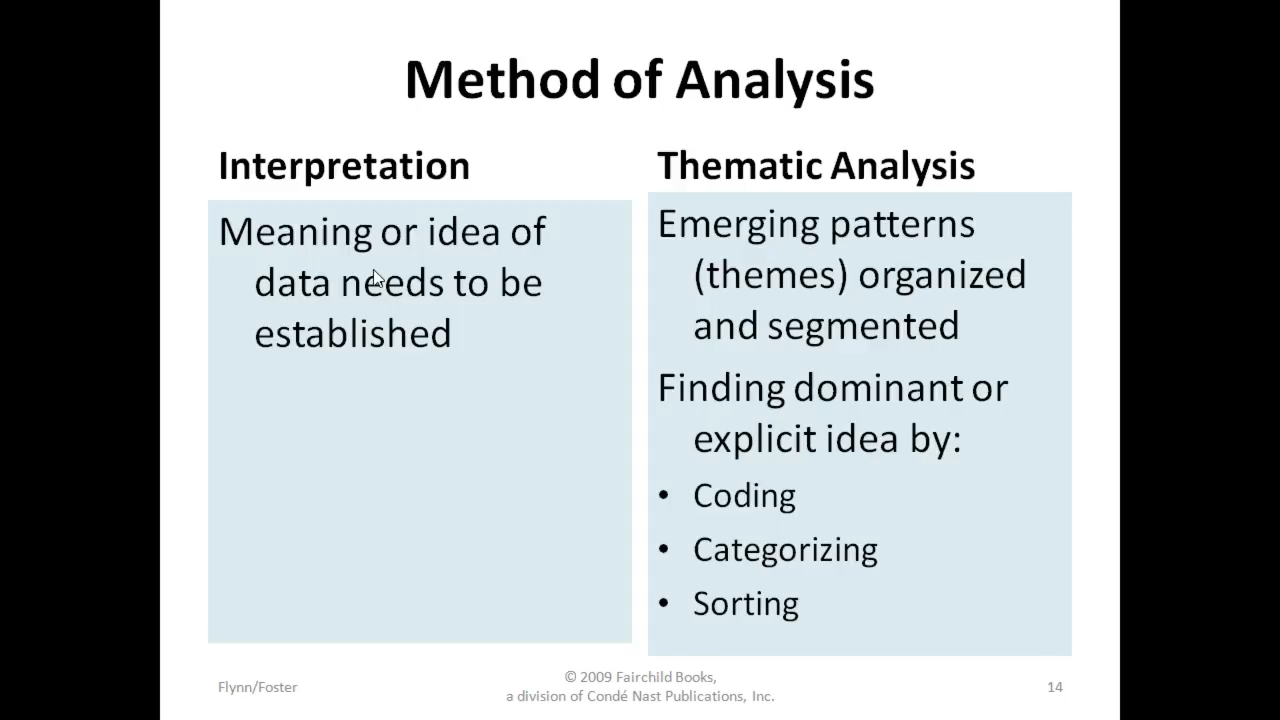 Method of Analysis
Interpretation
Meaning or idea of
data needs to be
established
Thematic Analysis
Emerging patterns
(themes) organized
and segmented
Finding dominant or
explicit idea by:
• Coding
• Categorizing
• Sorting
Flynn/Foster
© 2009 Fairchild Books,
a division of Condé Nast Publications, Inc.
14